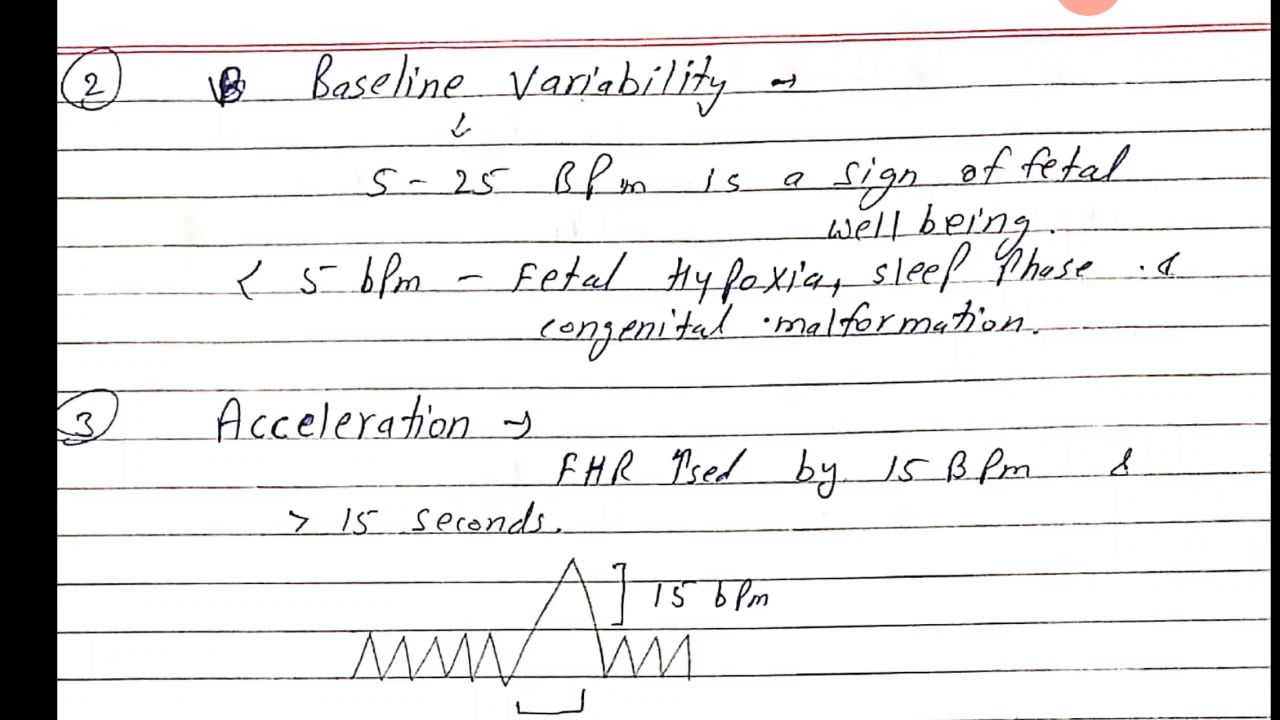 2 Baseline Variability →
↓
5 - 25 BPm is a sign of fetal
well being.
< 5 bpm - Fetal Hypoxia, sleep Phase &
congenital malformation.
3 Acceleration →
FHR ↑sed by 15 BPm &
> 15 seconds.
15 bpm